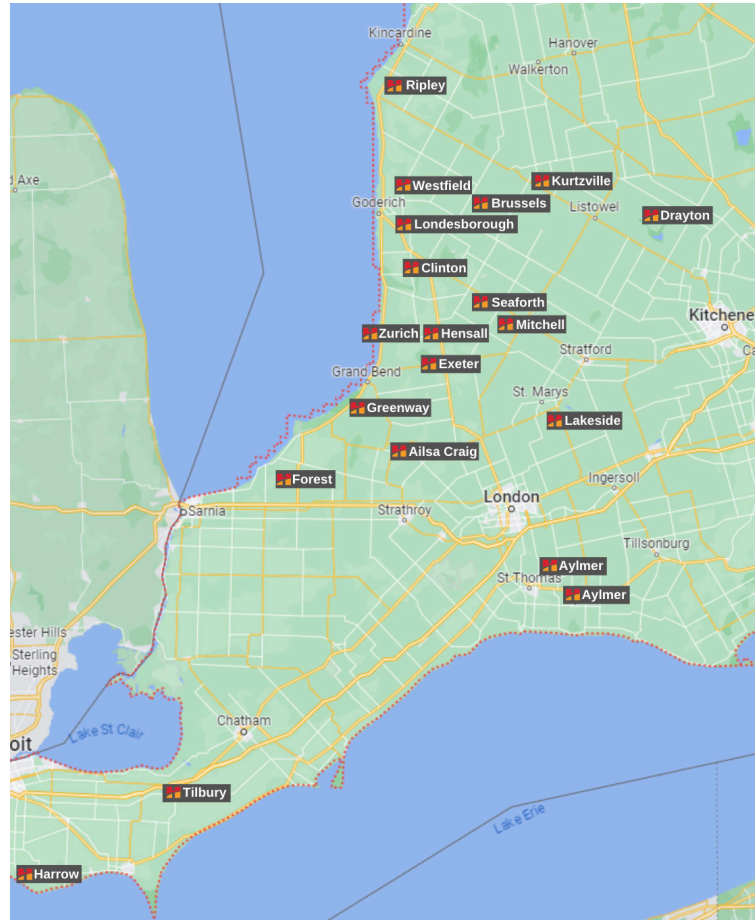 Kincardine
Hanover
Walkerton
Ripley
Axe
Westfield
Kurtzville
Brussels
Goderich
Listowel
Drayton
Londesborough
Clinton
Seaforth
Mitchell
Kitchene
Zurich
Hensall
Stratford
Exeter
Grand Bend
St. Marys
Greenway
Lakeside
Ailsa Craig
Forest
Ingersoll
London
Sarnia
Strathroy
Tillsonburg
Aylmer
St Thomas
Aylmer
ester Hills
Sterling
Heights
Chatham
Lake St Clair
oit
Tilbury
Lake Erie
Harrow